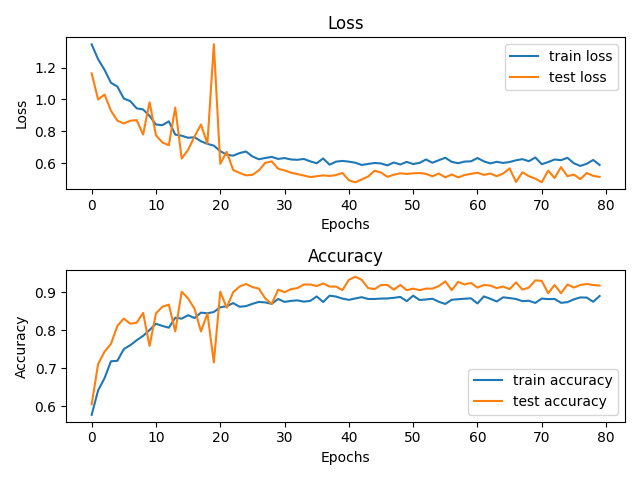 Loss
1.2
1.0
0.8
0.6
Loss
train loss
test loss
0 10 20 30 40 50 60 70 80
Epochs
Accuracy
0.9
0.8
0.7
0.6
Accuracy
train accuracy
test accuracy
0 10 20 30 40 50 60 70 80
Epochs